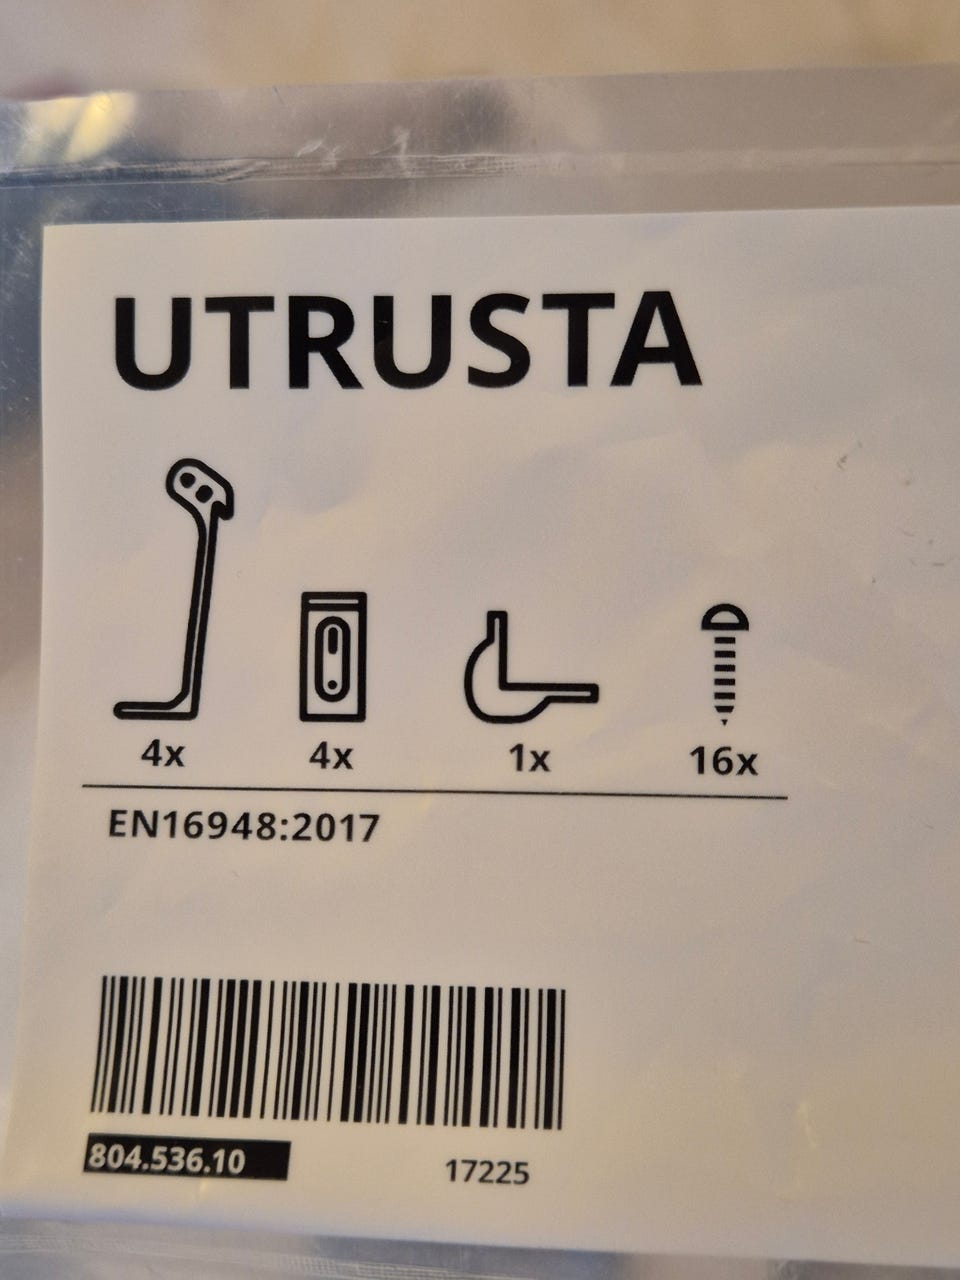 UTRUSTA
4x 4x 1x 16x
EN16948:2017
804.536.10 17225